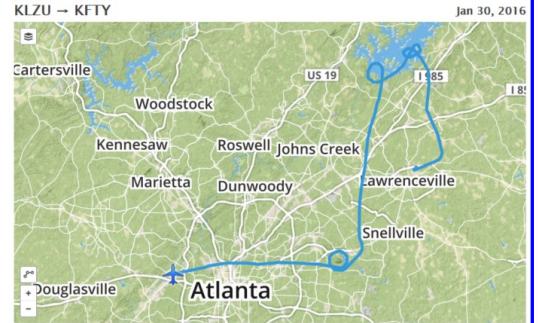 KLZU → KFTY
Jan 30, 2016
Cartersville
US 19
I 985
I 85
Woodstock
Kennesaw
Roswell
Johns Creek
Marietta
Dunwoody
Lawrenceville
Snellville
Douglasville
Atlanta
+
−